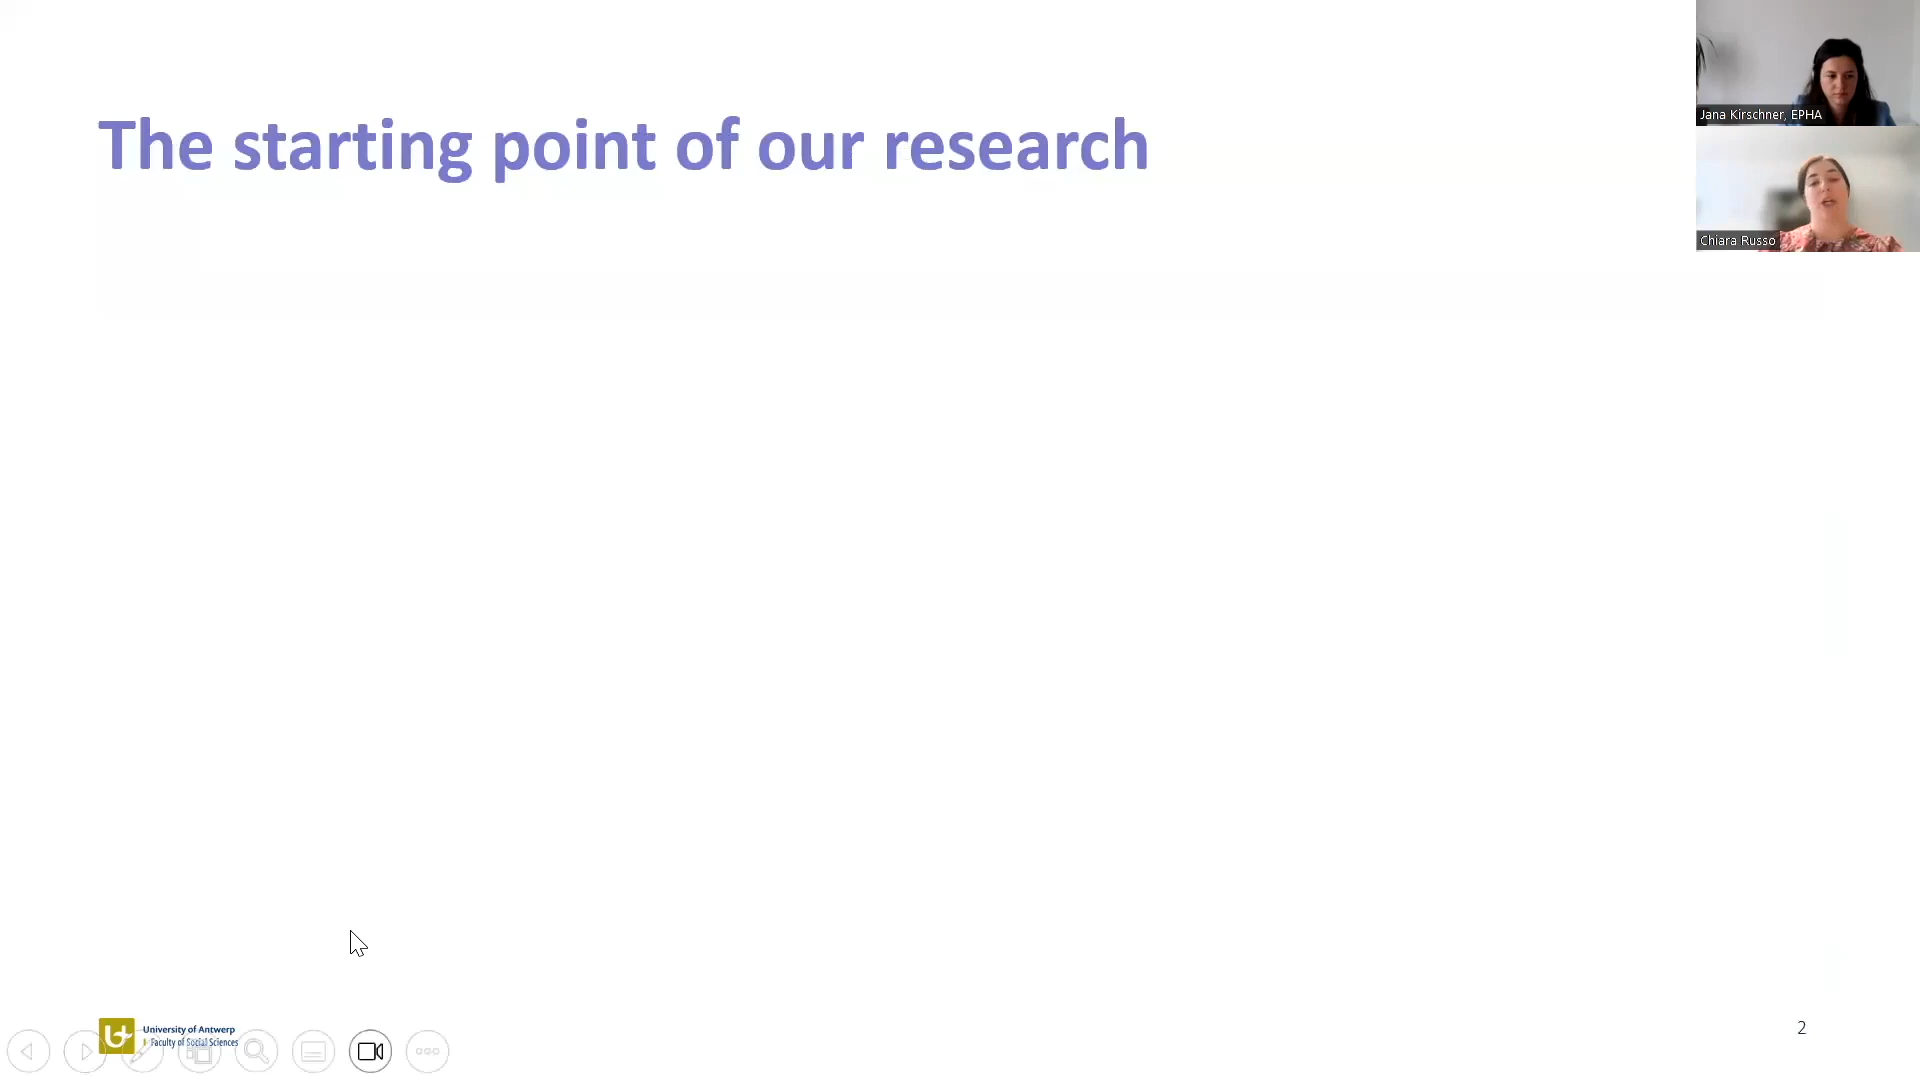 The starting point of our research
Jana Kirschner, EPHA
Chiara Russo
University of Antwerp
Faculty of Social Sciences
2